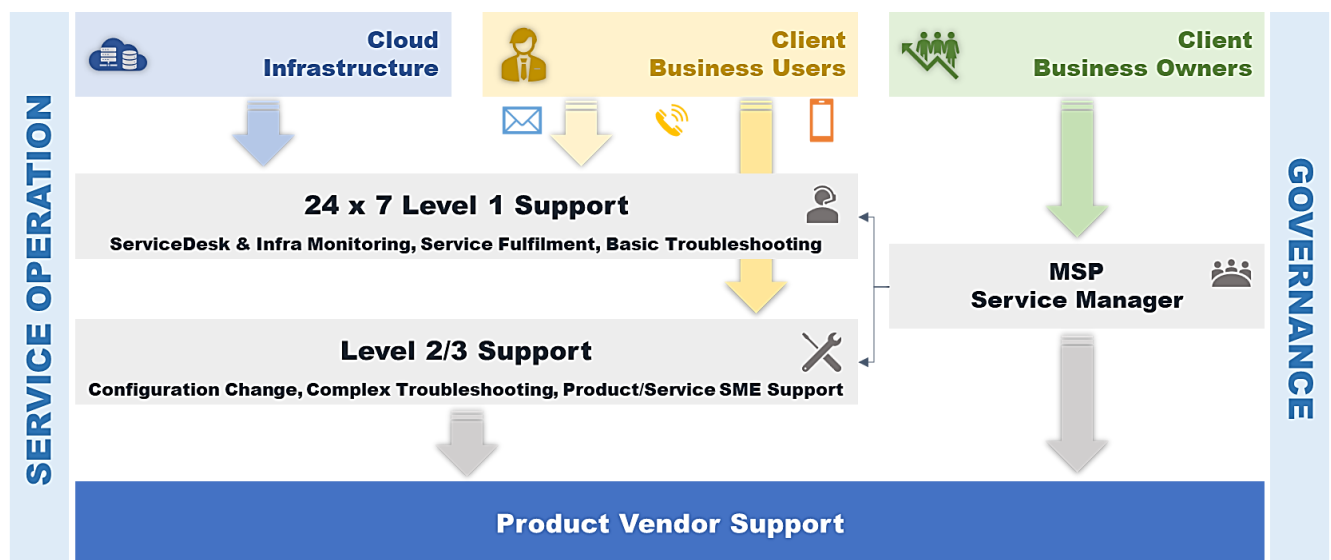 SERVICE OPERATION
Cloud
Infrastructure
Client
Business Users
Client
Business Owners
GOVERNANCE
24 x 7 Level 1 Support
ServiceDesk & Infra Monitoring, Service Fulfilment, Basic Troubleshooting
MSP
Service Manager
Level 2/3 Support
Configuration Change, Complex Troubleshooting, Product/Service SME Support
Product Vendor Support